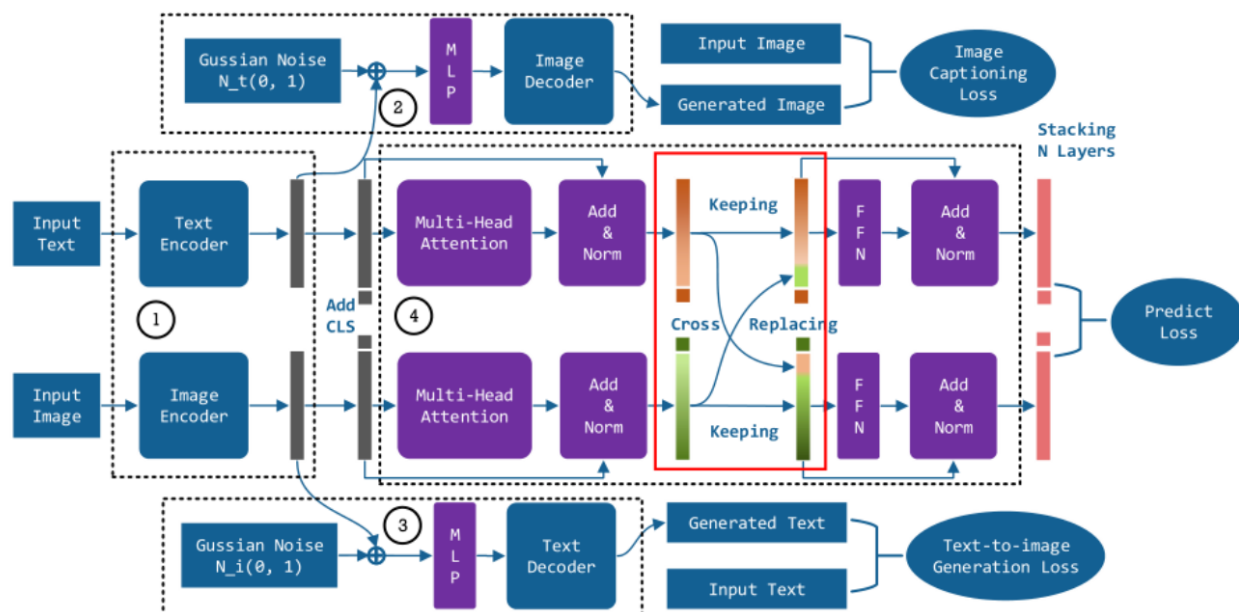 Gussian Noise
N_t(0, 1)
M
L
P
Image
Decoder
Input Image
Generated Image
Image
Captioning
Loss
2
Stacking
N Layers
Input
Text
Text
Encoder
1
Add
CLS
4
Multi-Head
Attention
Add
&
Norm
Keeping
Cross
Replacing
F
F
N
Add
&
Norm
Predict
Loss
Input
Image
Image
Encoder
Multi-Head
Attention
Add
&
Norm
Keeping
F
F
N
Add
&
Norm
Gussian Noise
N_i(0, 1)
3
M
L
P
Text
Decoder
Generated Text
Input Text
Text-to-image
Generation Loss